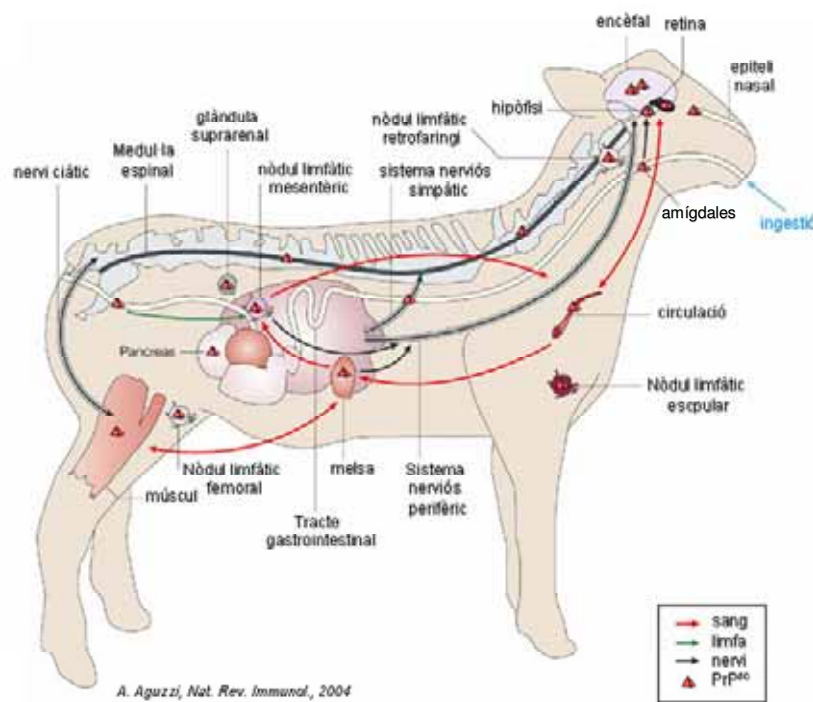 encèfal
retina
epiteli
nasal
hipòfisi
glàndula
suprarenal
nòdul limfàtic
retrofaringi
Medul·la
espinal
nervi ciàtic
nòdul limfàtic
mesentèric
sistema nerviós
simpàtic
amígdales
ingestió
circulació
Pancreas
Nòdul limfàtic
escpular
Nòdul limfàtic
femoral
múscul
melsa
Sistema
nerviós
perifèric
Tracte
gastrointestinal
sang
limfa
nervi
A. Aguzzi, Nat. Rev. Immunol., 2004